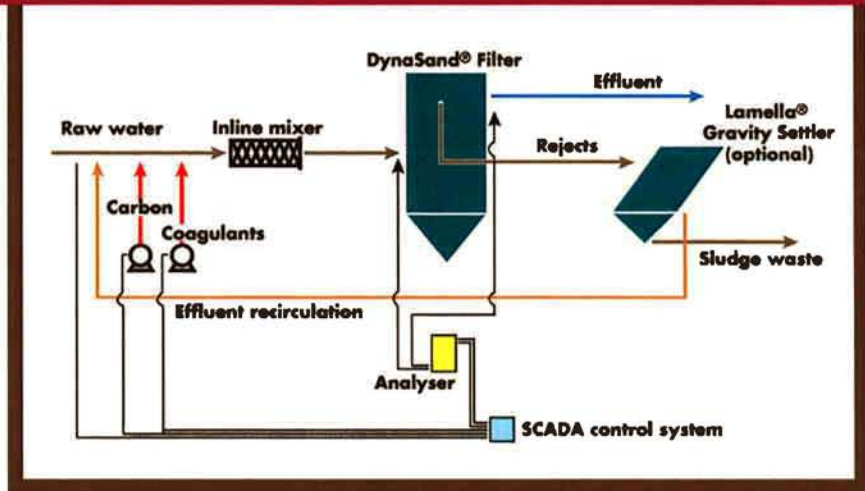 DynaSand® Filter
Effluent
Lamella®
Gravity Settler
(optional)
Raw water
Inline mixer
Rejects
Carbon
Coagulants
Sludge waste
Effluent recirculation
Analyser
SCADA control system